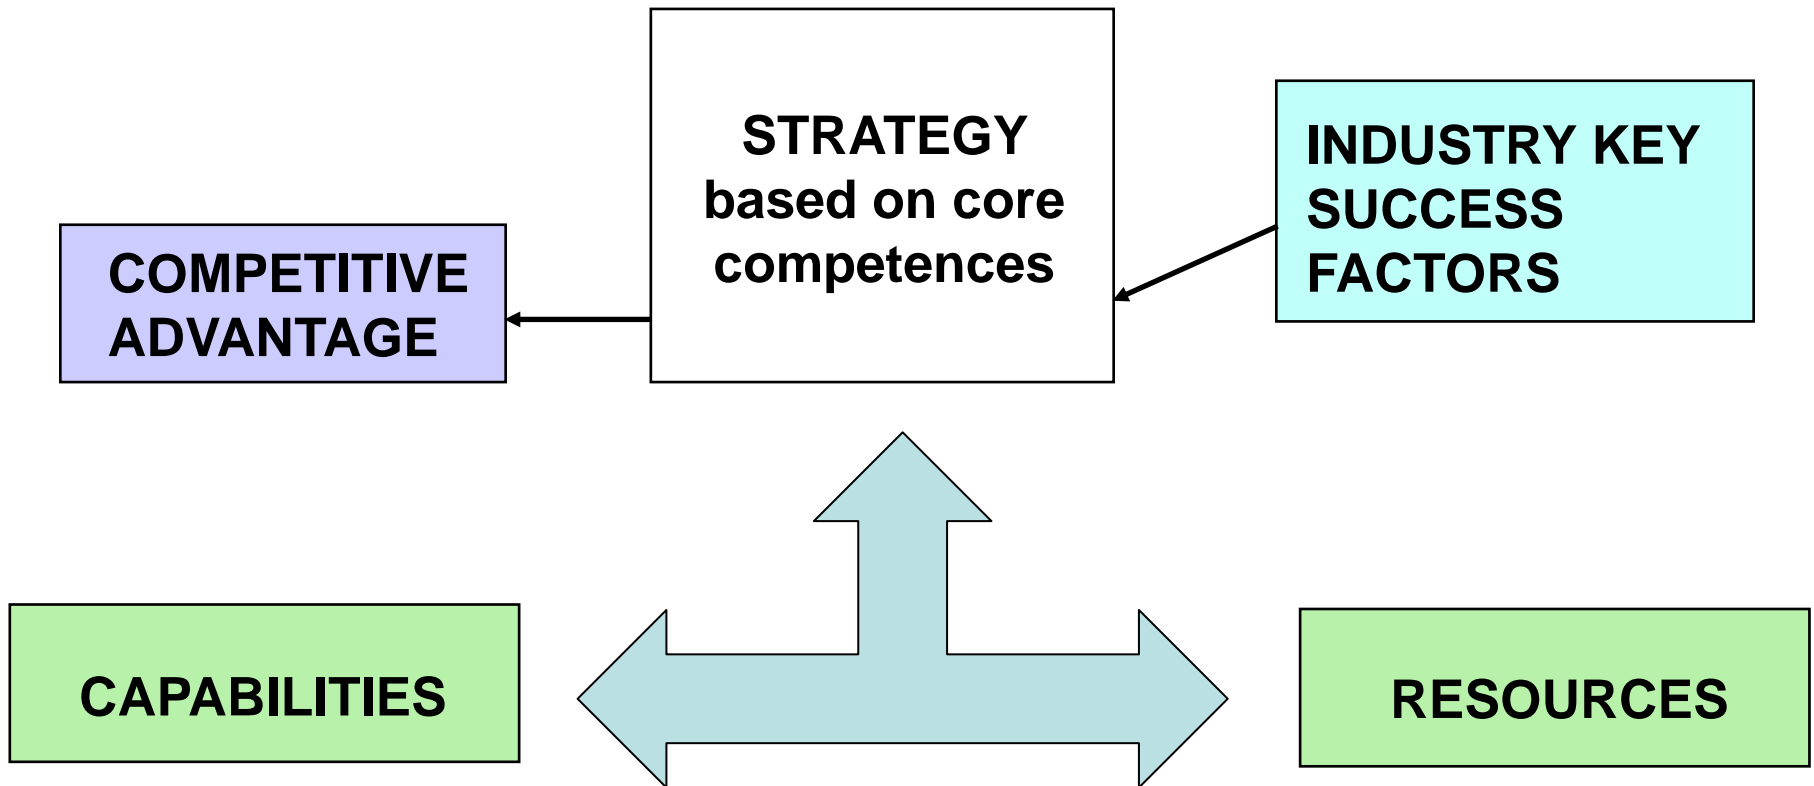 STRATEGY
based on core
competences
INDUSTRY KEY
SUCCESS
FACTORS
COMPETITIVE
ADVANTAGE
CAPABILITIES
RESOURCES